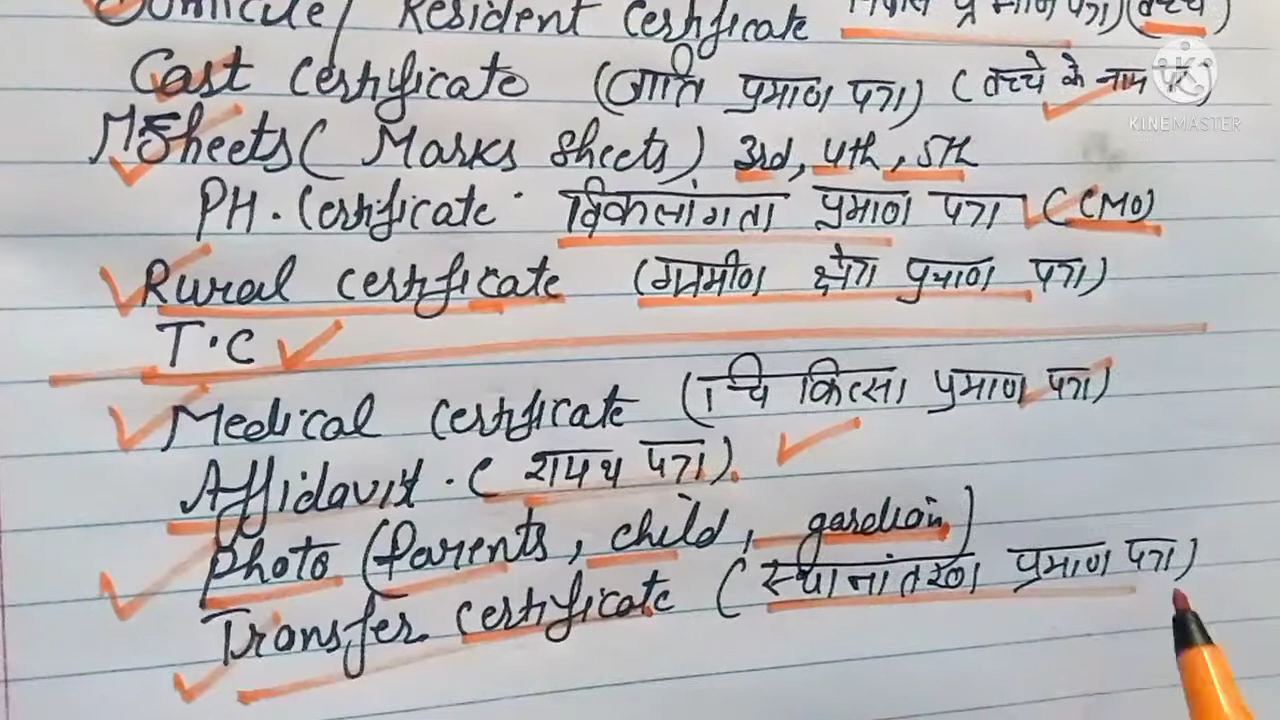 Domicile/ Resident Certificate निवास प्रमाण पत्र)(बच्चे)
Cast Certificate (जाति प्रमाण पत्र) (बच्चे के नाम पर)
KINEMASTER
MSheets( Marks sheets) 3rd, 4th, 5th
PH. Certificate विकलांगता प्रमाण पत्र (CMO)
Rural certificate (ग्रामीण क्षेत्र प्रमाण पत्र)
T.C
Medical certificate (चिकित्सा प्रमाण पत्र)
Affidavit. (शपथ पत्र).
Photo (Parents, child, gardian)
Transfer certificate (स्थानांतरण प्रमाण पत्र)